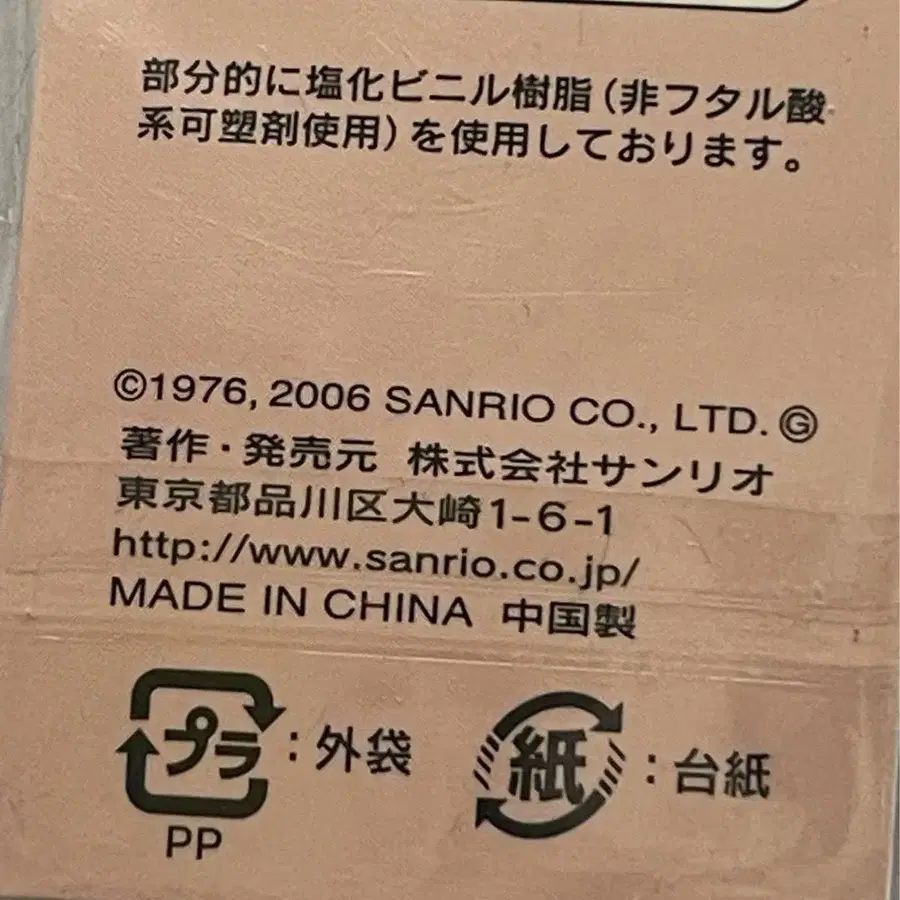 部分的に塩化ビニル樹脂(非フタル酸
系可塑剤使用)を使用しております。
©1976, 2006 SANRIO CO., LTD. Ⓖ
著作・発売元 株式会社サンリオ
東京都品川区大崎1-6-1
http://www.sanrio.co.jp/
MADE IN CHINA 中国製
プラ:外袋
PP
紙:台紙